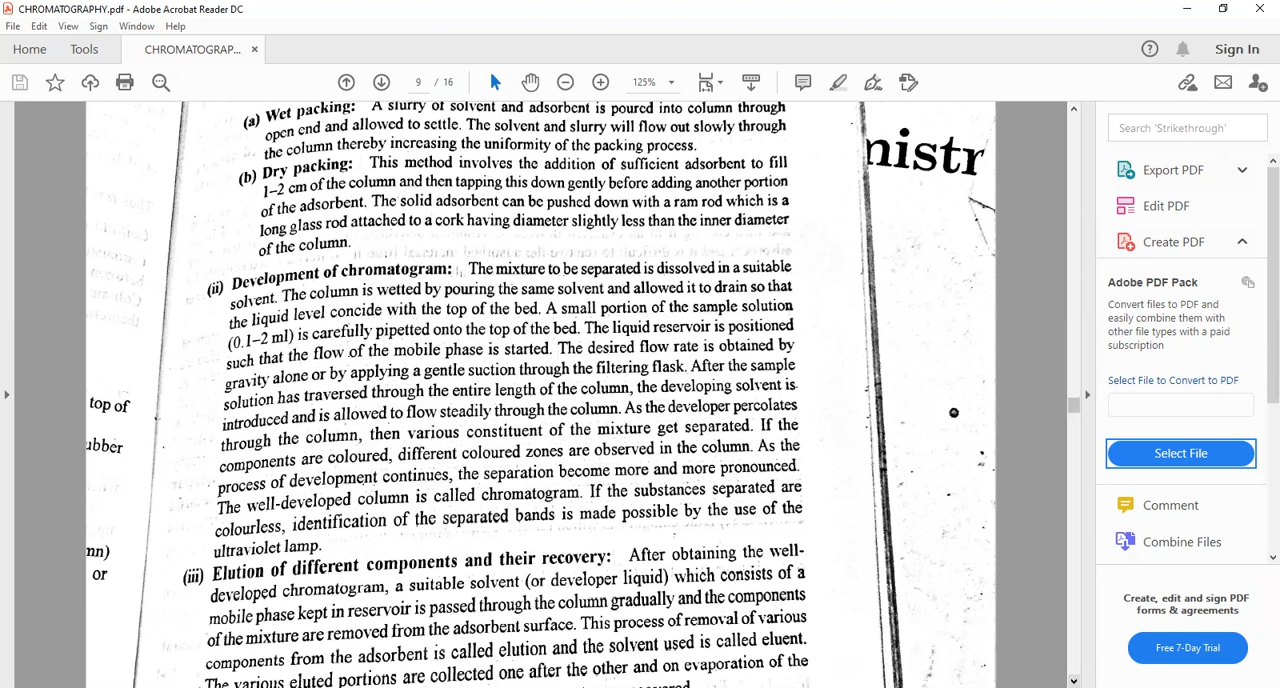 CHROMATOGRAPHY.pdf - Adobe Acrobat Reader DC
File Edit View Sign Window Help
Home Tools CHROMATOGRAP... × Sign In
9 / 16 125%
(a) Wet packing: A slurry of solvent and adsorbent is poured into column through
open end and allowed to settle. The solvent and slurry will flow out slowly through
the column thereby increasing the uniformity of the packing process.
(b) Dry packing: This method involves the addition of sufficient adsorbent to fill
1–2 cm of the column and then tapping this down gently before adding another portion
of the adsorbent. The solid adsorbent can be pushed down with a ram rod which is a
long glass rod attached to a cork having diameter slightly less than the inner diameter
of the column.
(ii) Development of chromatogram: The mixture to be separated is dissolved in a suitable
solvent. The column is wetted by pouring the same solvent and allowed it to drain so that
the liquid level concide with the top of the bed. A small portion of the sample solution
(0.1–2 ml) is carefully pipetted onto the top of the bed. The liquid reservoir is positioned
such that the flow of the mobile phase is started. The desired flow rate is obtained by
gravity alone or by applying a gentle suction through the filtering flask. After the sample
solution has traversed through the entire length of the column, the developing solvent is
introduced and is allowed to flow steadily through the column. As the developer percolates
through the column, then various constituent of the mixture get separated. If the
components are coloured, different coloured zones are observed in the column. As the
process of development continues, the separation become more and more pronounced.
The well-developed column is called chromatogram. If the substances separated are
colourless, identification of the separated bands is made possible by the use of the
ultraviolet lamp.
(iii) Elution of different components and their recovery: After obtaining the well-
developed chromatogram, a suitable solvent (or developer liquid) which consists of a
mobile phase kept in reservoir is passed through the column gradually and the components
of the mixture are removed from the adsorbent surface. This process of removal of various
components from the adsorbent is called elution and the solvent used is called eluent.
The various eluted portions are collected one after the other and on evaporation of the
top of
ubber
mn)
or
nistr
Search 'Strikethrough'
Export PDF
Edit PDF
Create PDF
Adobe PDF Pack
Convert files to PDF and
easily combine them with
other file types with a paid
subscription
Select File to Convert to PDF
Select File
Comment
Combine Files
Create, edit and sign PDF
forms & agreements
Free 7-Day Trial